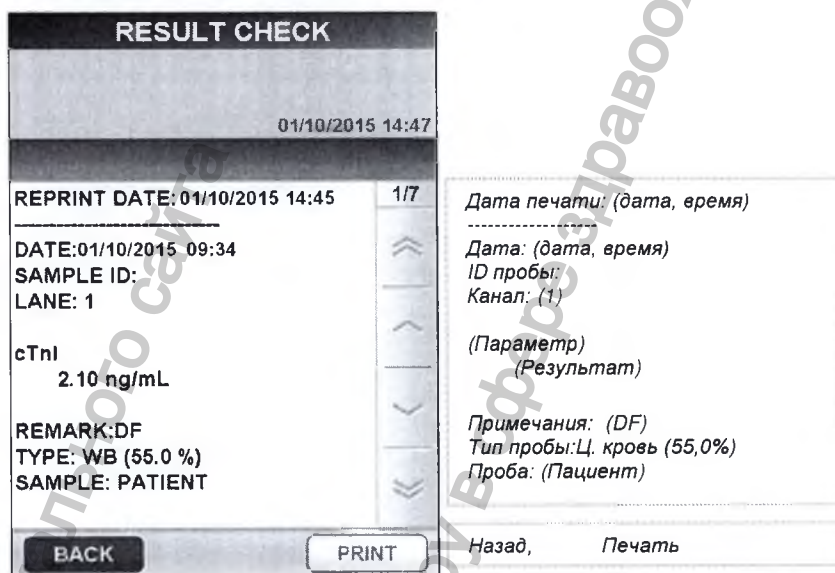 RESULT CHECK
01/10/2015 14:47
REPRINT DATE: 01/10/2015 14:45
1/7
--------------------
DATE:01/10/2015 09:34
SAMPLE ID:
LANE: 1
cTnI
2.10 ng/mL
REMARK:DF
TYPE: WB (55.0 %)
SAMPLE: PATIENT
BACK
PRINT
Дата печати: (дата, время)
-------------------
Дата: (дата, время)
ID пробы:
Канал: (1)
(Параметр)
(Результат)
Примечания: (DF)
Тип пробы:Ц. кровь (55,0%)
Проба: (Пациент)
Назад, Печать
сайта
в сфере